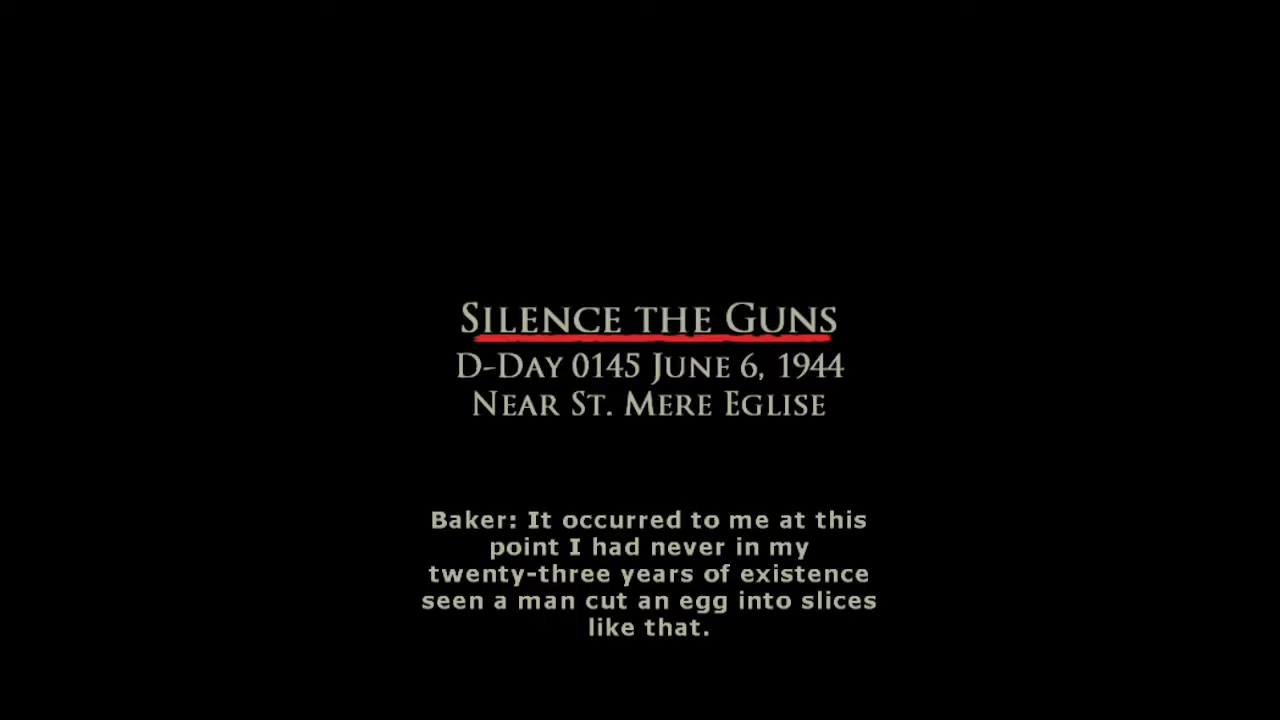 SILENCE THE GUNS
D-DAY 0145 JUNE 6, 1944
NEAR ST. MERE EGLISE
Baker: It occurred to me at this
point I had never in my
twenty-three years of existence
seen a man cut an egg into slices
like that.